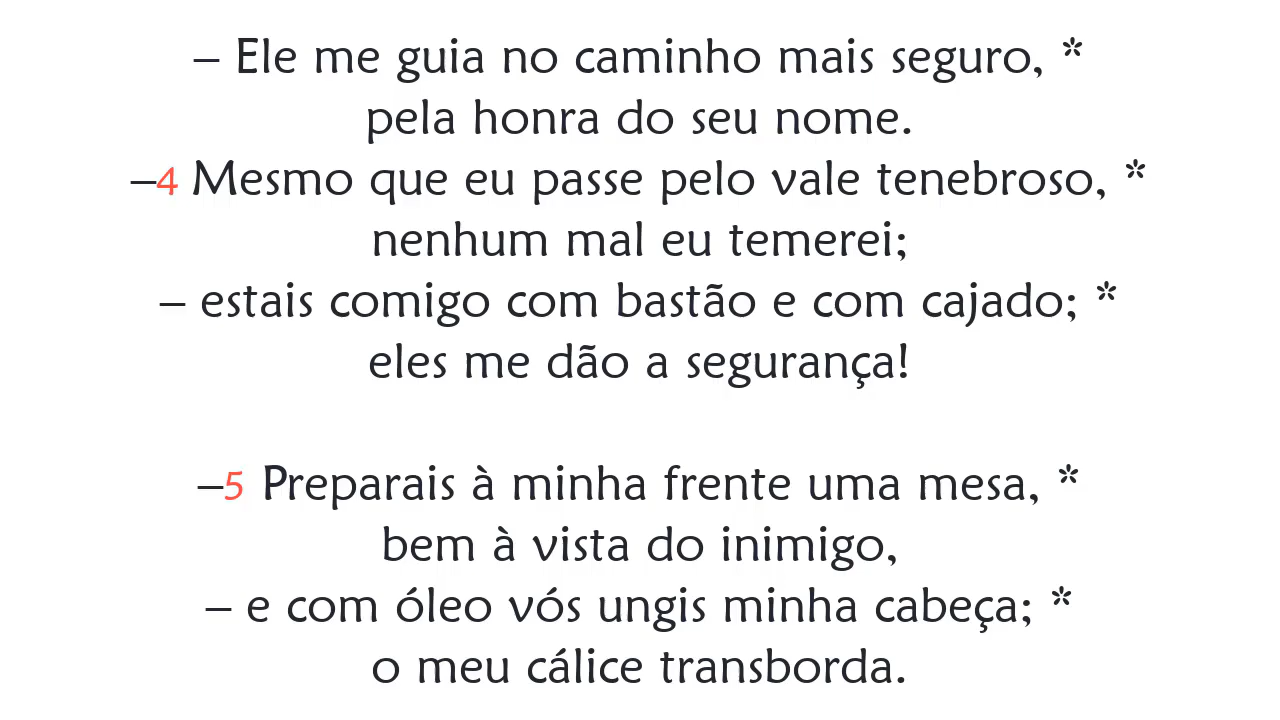 – Ele me guia no caminho mais seguro, *
pela honra do seu nome.
–4 Mesmo que eu passe pelo vale tenebroso, *
nenhum mal eu temerei;
– estais comigo com bastão e com cajado; *
eles me dão a segurança!
–5 Preparais à minha frente uma mesa, *
bem à vista do inimigo,
– e com óleo vós ungis minha cabeça; *
o meu cálice transborda.